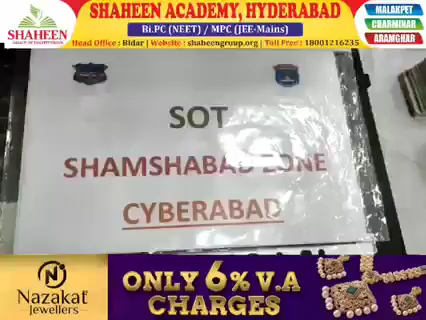 SHAHEEN ACADEMY, HYDERABAD
SHAHEEN
Bi.PC (NEET) / MPC (JEE-Mains)
Head Office : Bidar | Website : shaheengroup.org | Toll Free : 18001216235
MALAKPET
CHARMINAR
ARAMGHAR
SOT
SHAMSHABAD ZONE
CYBERABAD
Nazakat
Jewellers
ONLY 6% V.A
CHARGES